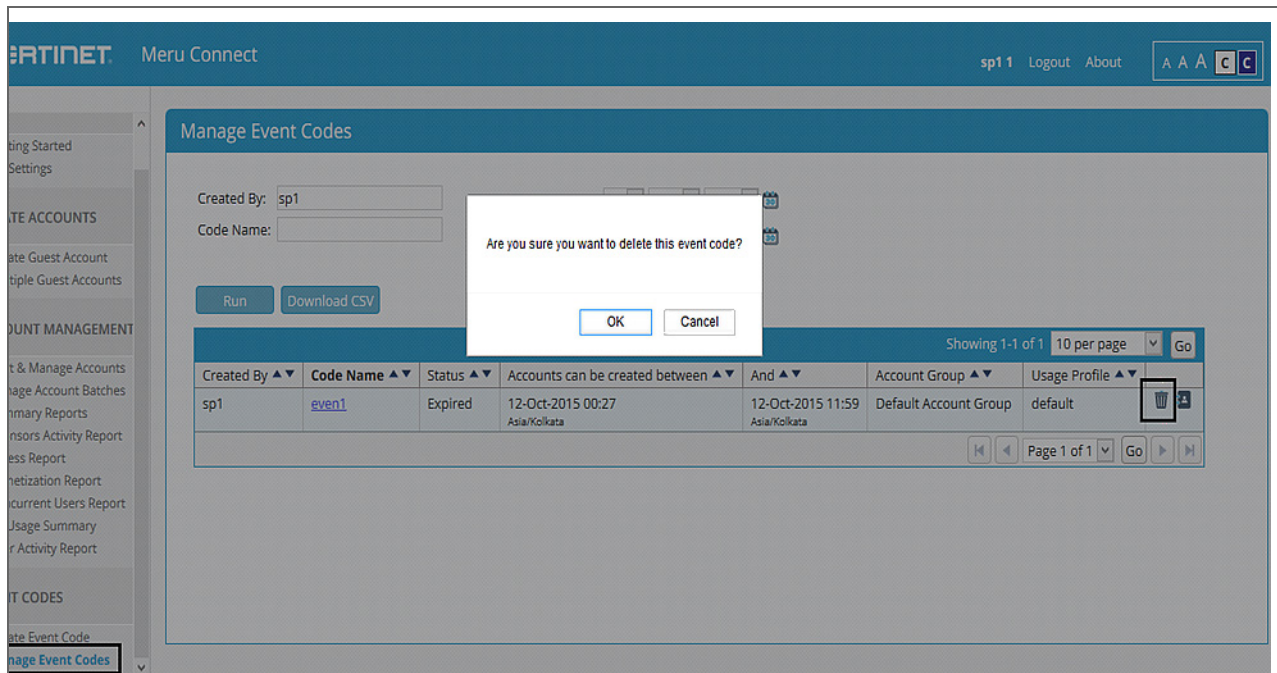 ERTINET Meru Connect
sp1 1 Logout About A A A C C
ting Started
Settings
TE ACCOUNTS
ate Guest Account
tiple Guest Accounts
OUNT MANAGEMENT
t & Manage Accounts
nage Account Batches
nmary Reports
nsors Activity Report
ess Report
netization Report
current Users Report
Usage Summary
r Activity Report
IT CODES
ate Event Code
nage Event Codes
Manage Event Codes
Created By: sp1
Code Name:
30
30
Run Download CSV
Are you sure you want to delete this event code?
OK Cancel
Showing 1-1 of 1 10 per page Go
Created By Code Name Status Accounts can be created between And Account Group Usage Profile
sp1 even1 Expired 12-Oct-2015 00:27 12-Oct-2015 11:59 Default Account Group default
Asia/Kolkata Asia/Kolkata
Page 1 of 1 Go